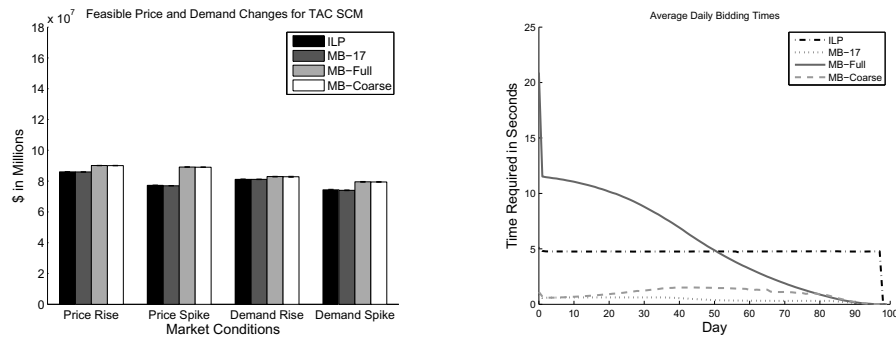 Feasible Price and Demand Changes for TAC SCM
x 10^7
18
16
14
12
10
8
6
4
2
0
$ in Millions
ILP
MB−17
MB−Full
MB−Coarse
Price Rise Price Spike Demand Rise Demand Spike
Market Conditions
Average Daily Bidding Times
25
20
15
10
5
0
Time Required in Seconds
ILP
MB−17
MB−Full
MB−Coarse
0 10 20 30 40 50 60 70 80 90 100
Day